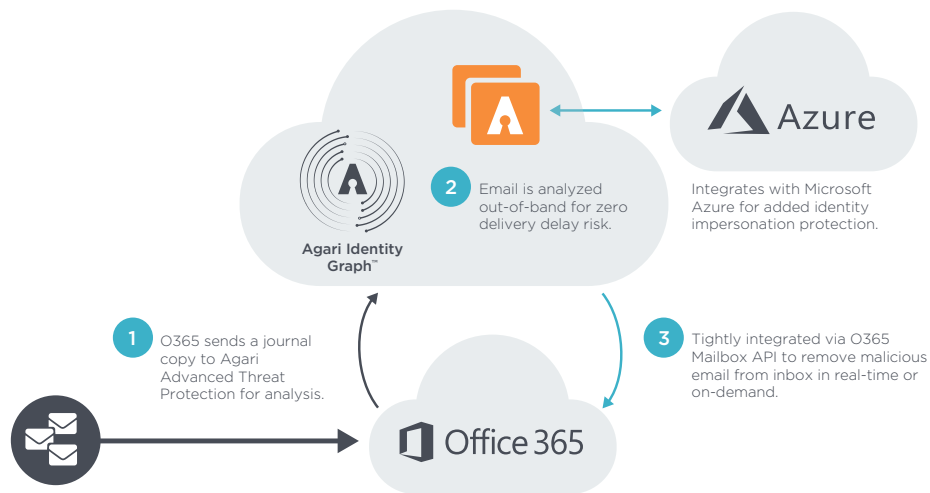 Azure
Integrates with Microsoft
Azure for added identity
impersonation protection.
2
Email is analyzed
out-of-band for zero
delivery delay risk.
Agari Identity
Graph™
1
O365 sends a journal
copy to Agari
Advanced Threat
Protection for analysis.
3
Tightly integrated via O365
Mailbox API to remove malicious
email from inbox in real-time or
on-demand.
Office 365